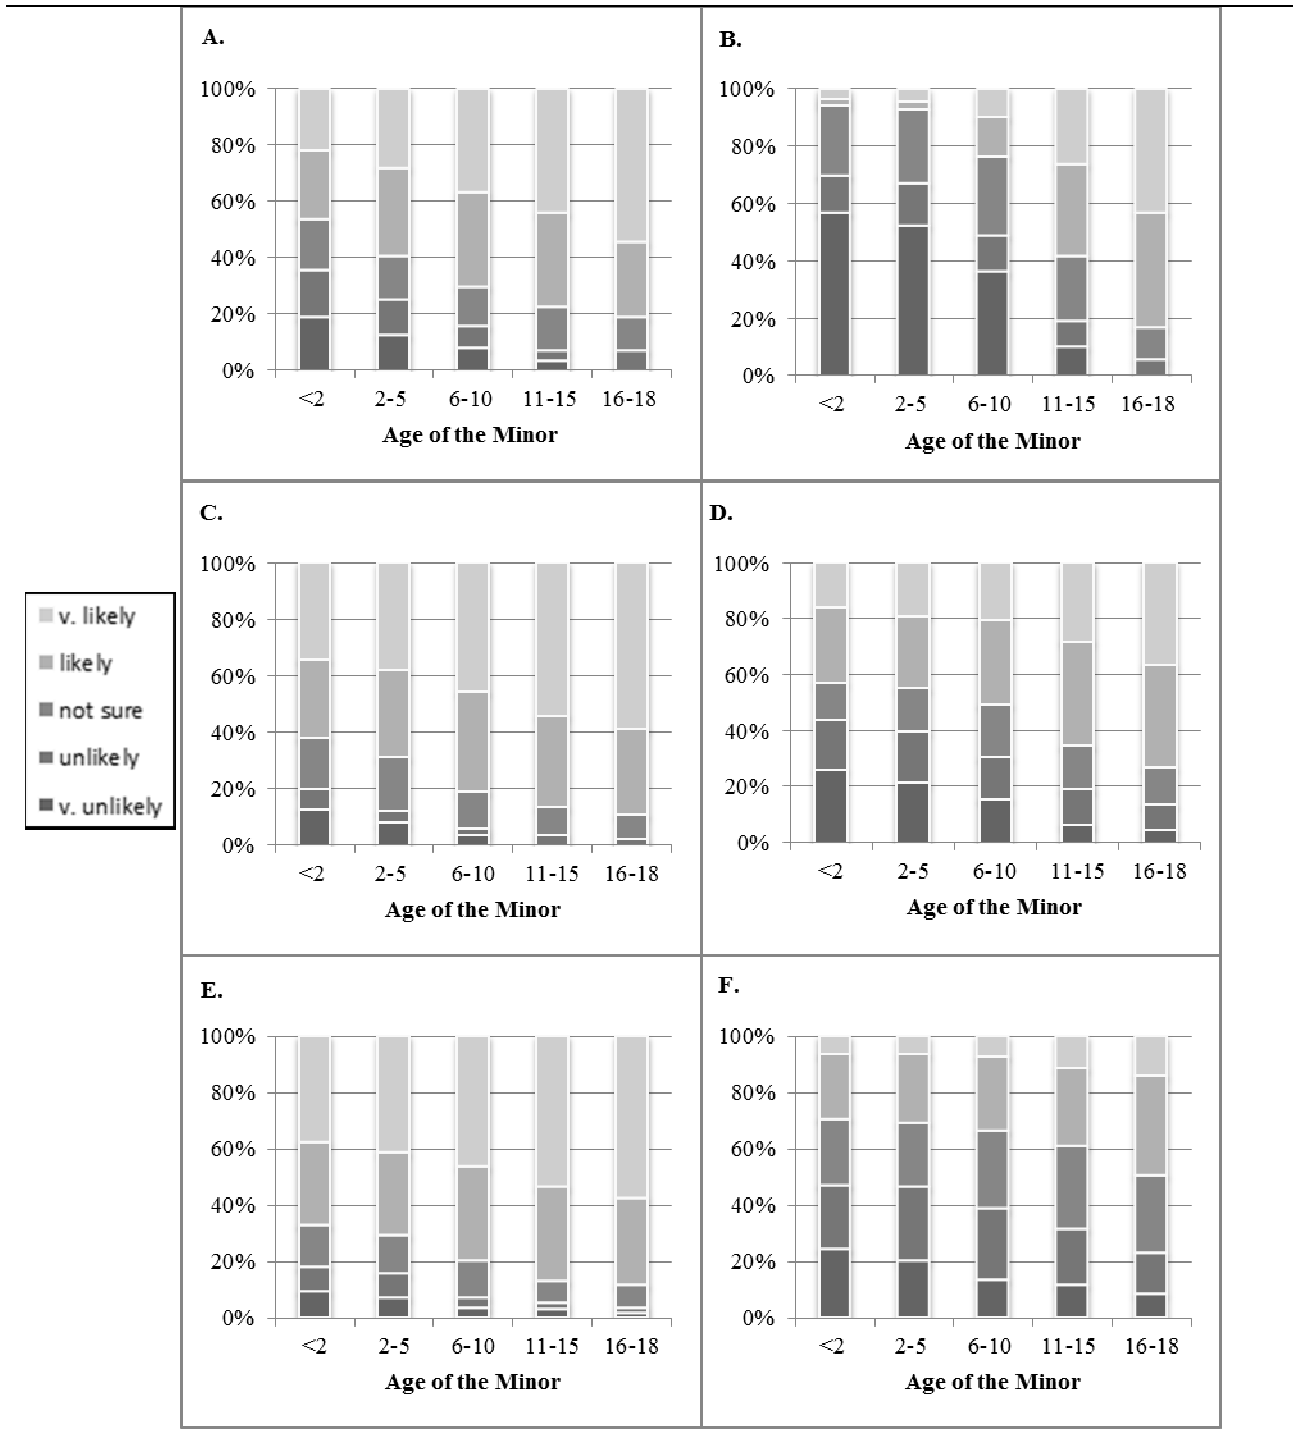 A.
100%
80%
60%
40%
20%
0%
<2 2-5 6-10 11-15 16-18
Age of the Minor
B.
100%
80%
60%
40%
20%
0%
<2 2-5 6-10 11-15 16-18
Age of the Minor
v. likely
likely
not sure
unlikely
v. unlikely
C.
100%
80%
60%
40%
20%
0%
<2 2-5 6-10 11-15 16-18
Age of the Minor
D.
100%
80%
60%
40%
20%
0%
<2 2-5 6-10 11-15 16-18
Age of the Minor
E.
100%
80%
60%
40%
20%
0%
<2 2-5 6-10 11-15 16-18
Age of the Minor
F.
100%
80%
60%
40%
20%
0%
<2 2-5 6-10 11-15 16-18
Age of the Minor